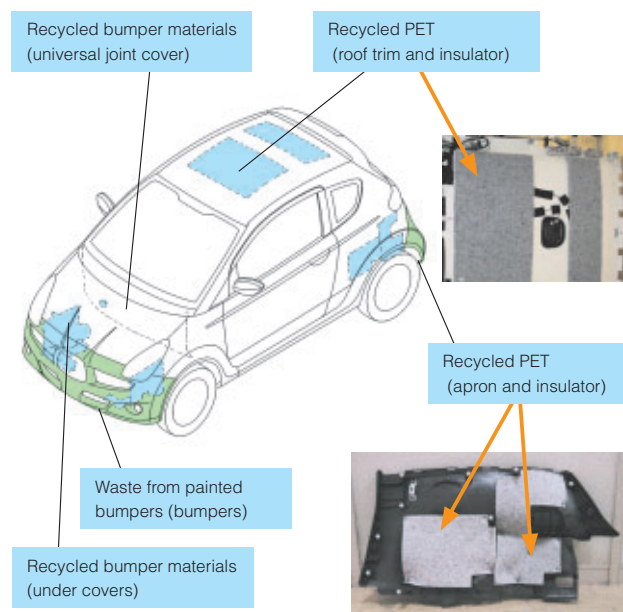 Recycled bumper materials
(universal joint cover)
Recycled PET
(roof trim and insulator)
Recycled PET
(apron and insulator)
Waste from painted
bumpers (bumpers)
Recycled bumper materials
(under covers)